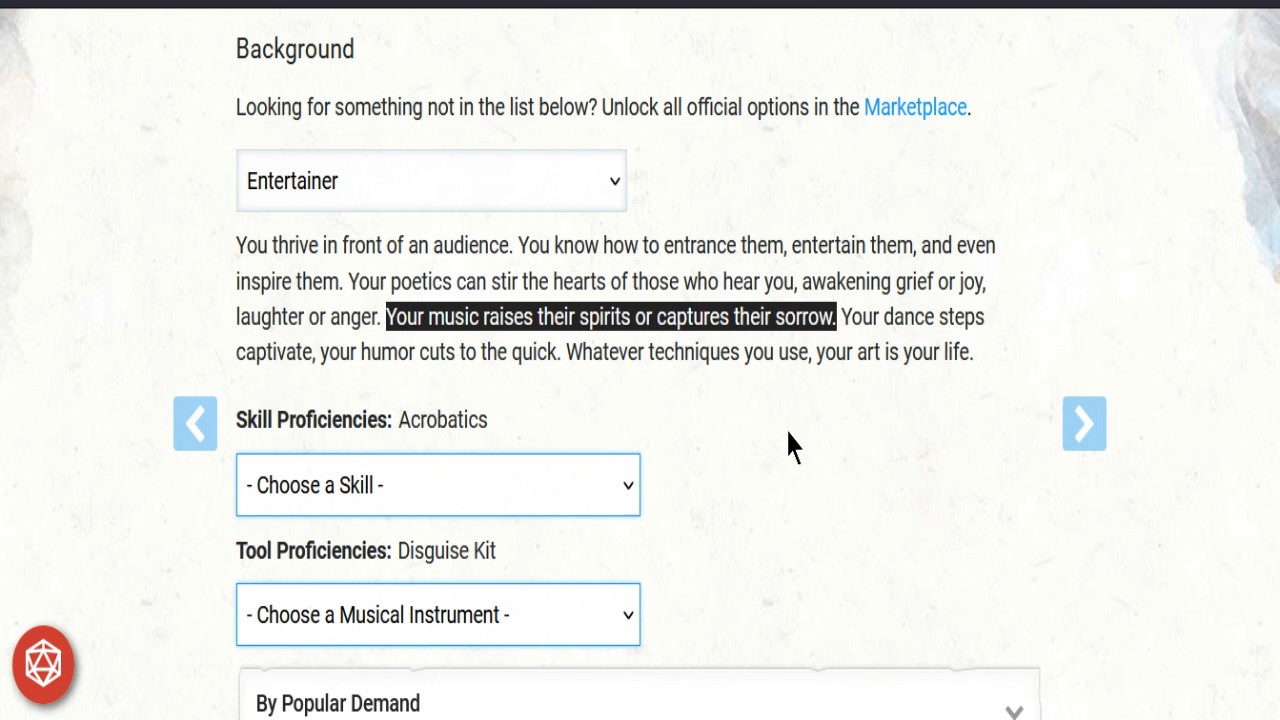 Background
Looking for something not in the list below? Unlock all official options in the Marketplace.
Entertainer
You thrive in front of an audience. You know how to entrance them, entertain them, and even
inspire them. Your poetics can stir the hearts of those who hear you, awakening grief or joy,
laughter or anger. Your music raises their spirits or captures their sorrow. Your dance steps
captivate, your humor cuts to the quick. Whatever techniques you use, your art is your life.
Skill Proficiencies: Acrobatics
- Choose a Skill -
Tool Proficiencies: Disguise Kit
- Choose a Musical Instrument -
By Popular Demand